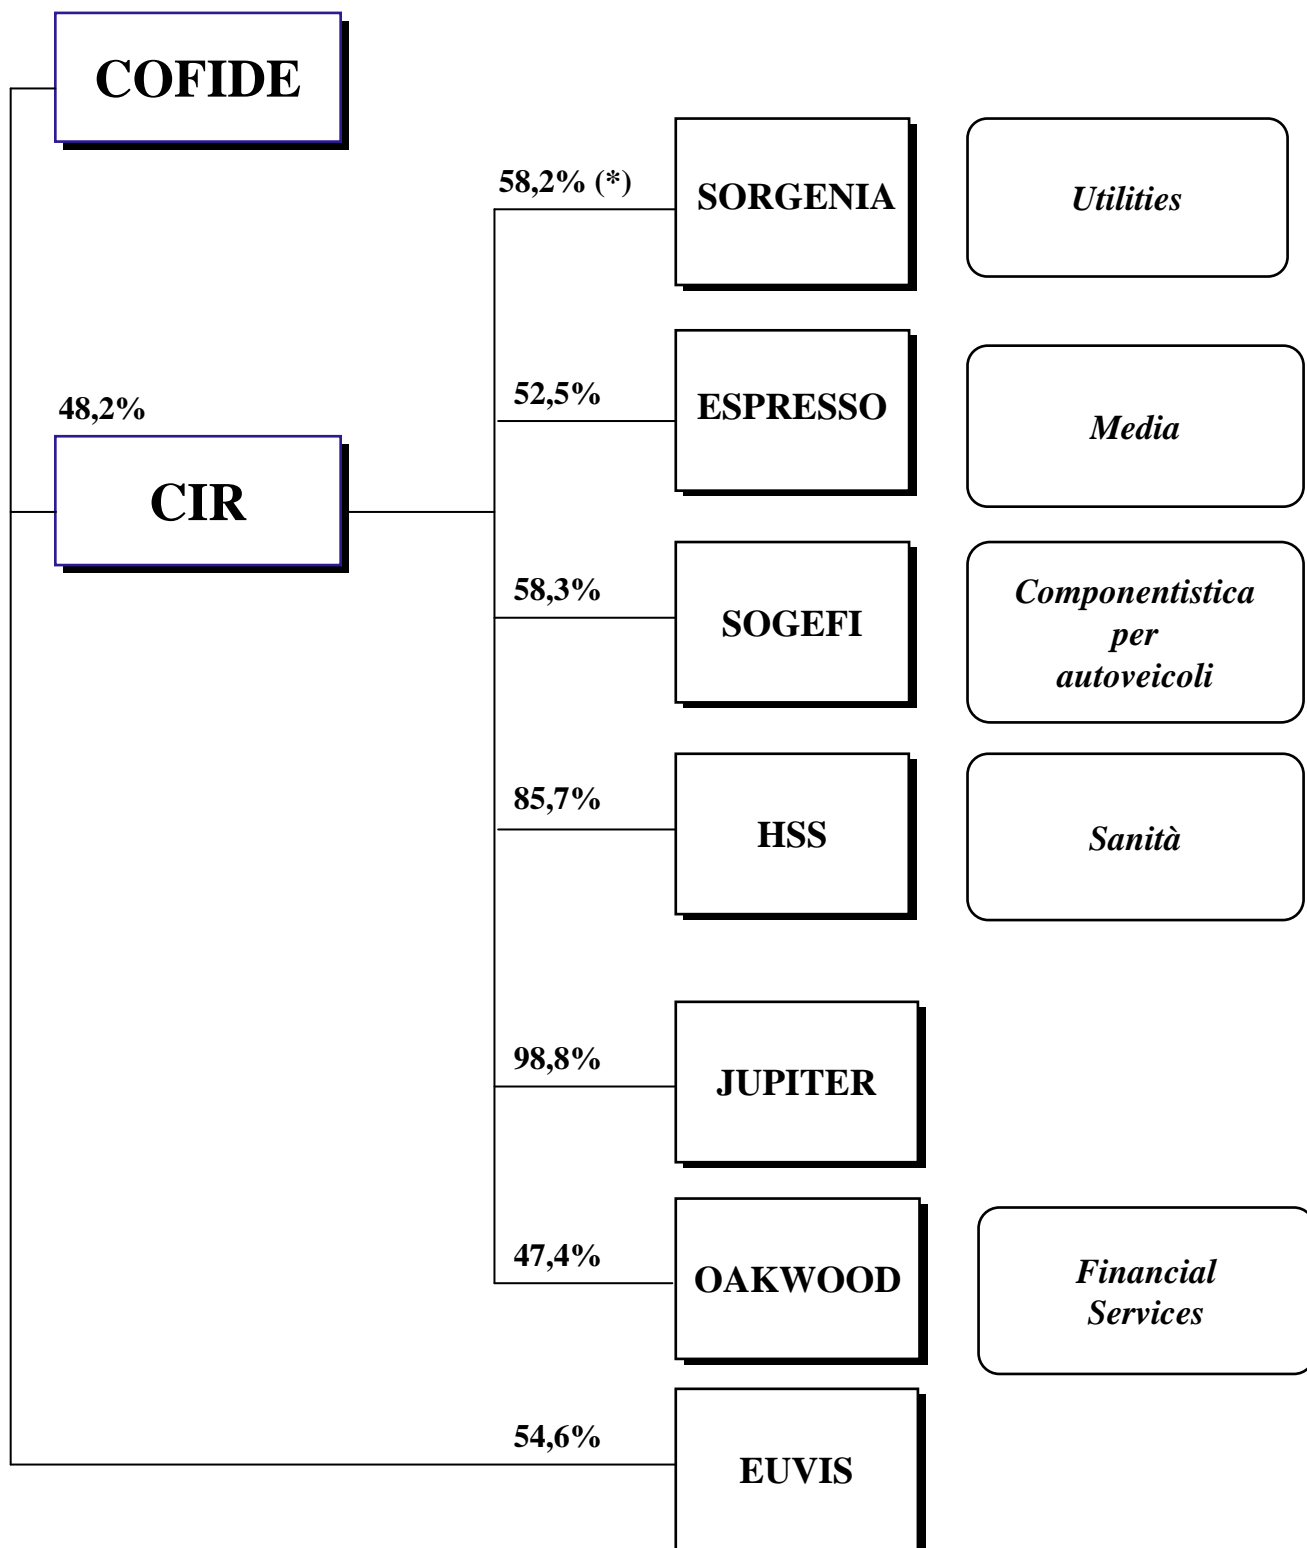 COFIDE
58,2% (*)
SORGENIA
Utilities
48,2%
CIR
52,5%
ESPRESSO
Media
58,3%
SOGEFI
Componentistica
per
autoveicoli
85,7%
HSS
Sanità
98,8%
JUPITER
47,4%
OAKWOOD
Financial
Services
54,6%
EUVIS